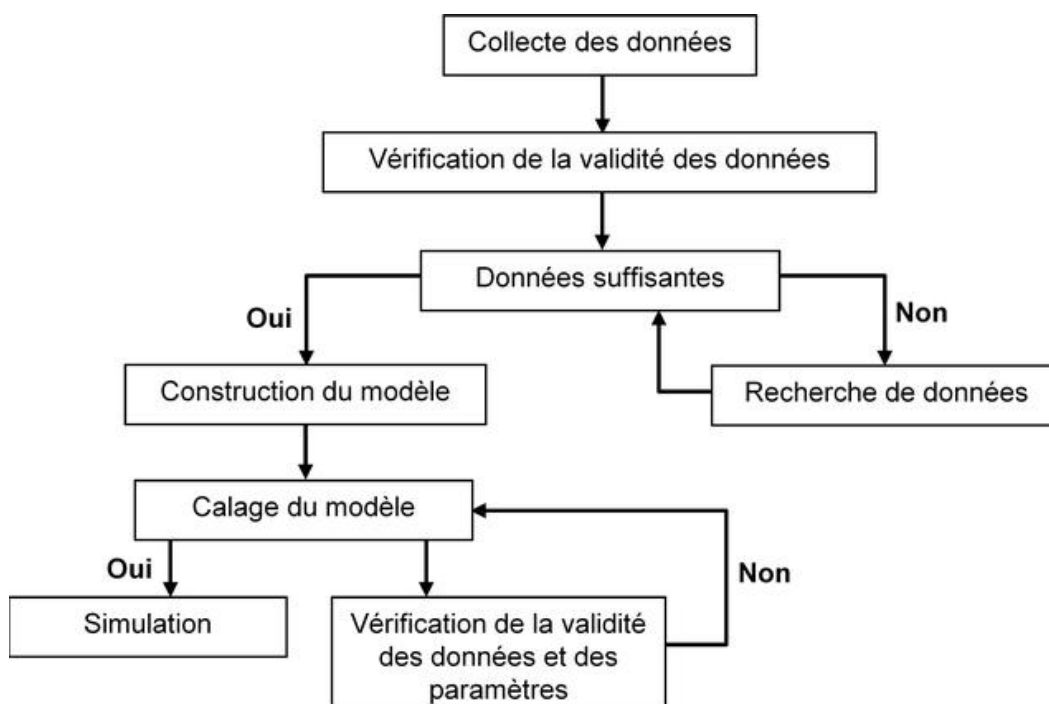 Collecte des données
Vérification de la validité des données
Données suffisantes
Oui
Non
Construction du modèle
Recherche de données
Calage du modèle
Oui
Non
Simulation
Vérification de la validité
des données et des
paramètres